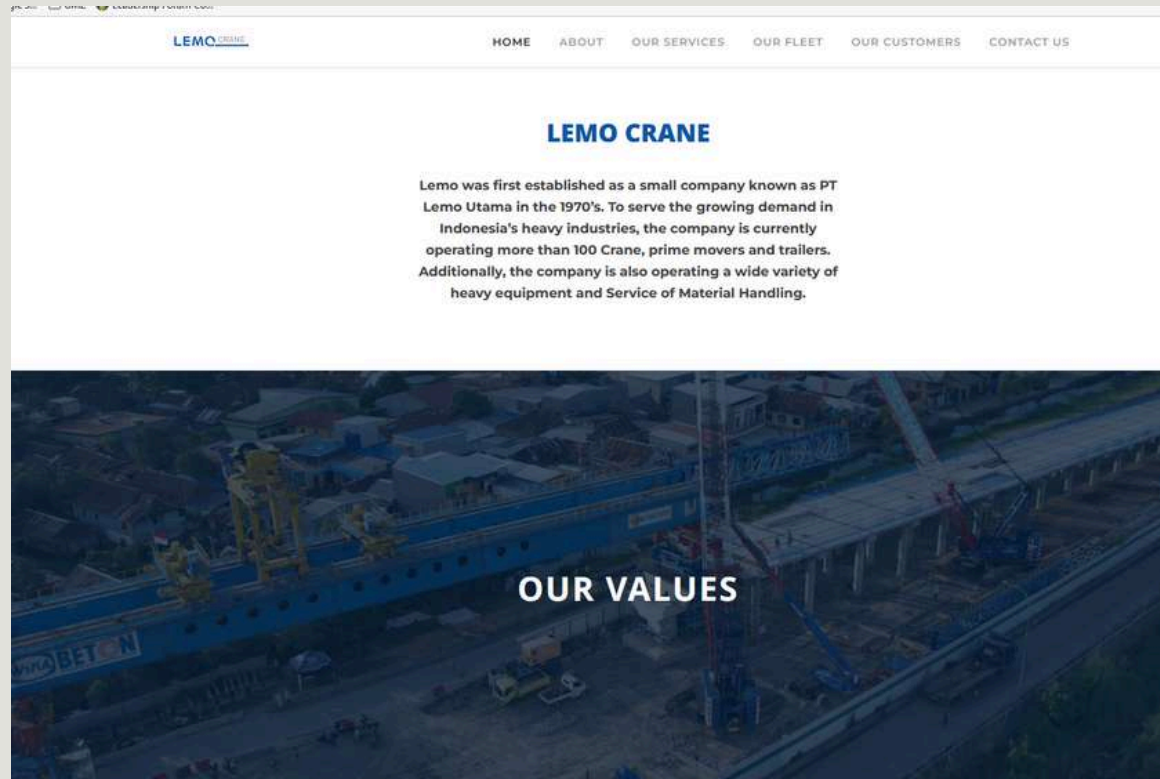 LEMO CRANE
HOME ABOUT OUR SERVICES OUR FLEET OUR CUSTOMERS CONTACT US
LEMO CRANE
Lemo was first established as a small company known as PT
Lemo Utama in the 1970's. To serve the growing demand in
Indonesia's heavy industries, the company is currently
operating more than 100 Crane, prime movers and trailers.
Additionally, the company is also operating a wide variety of
heavy equipment and Service of Material Handling.
OUR VALUES
BETON